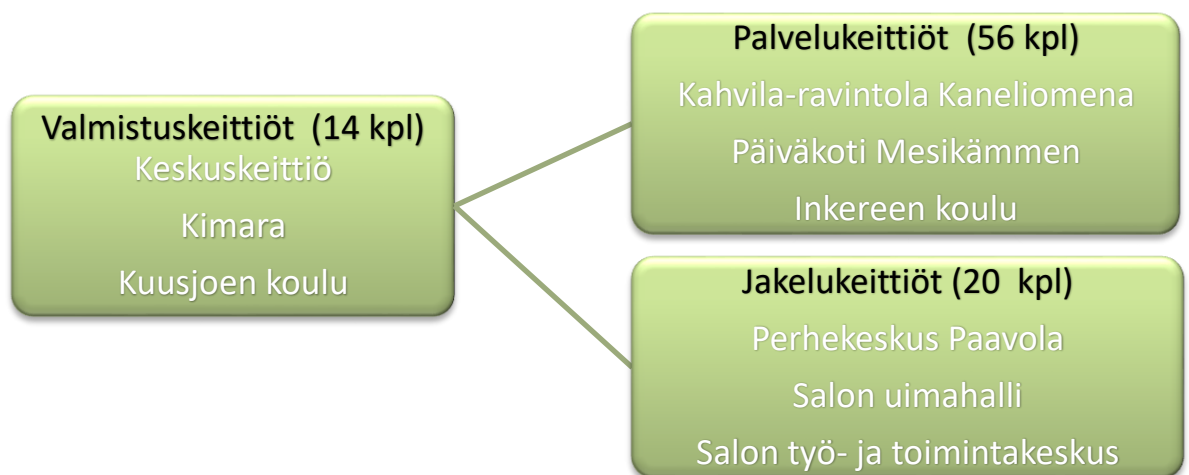 Valmistuskeittiöt (14 kpl)
Keskuskeittiö
Kimara
Kuusjoen koulu
Palvelukeittiöt (56 kpl)
Kahvila-ravintola Kaneliomena
Päiväkoti Mesikämmen
Inkereen koulu
Jakelukeittiöt (20 kpl)
Perhekeskus Paavola
Salon uimahalli
Salon työ- ja toimintakeskus